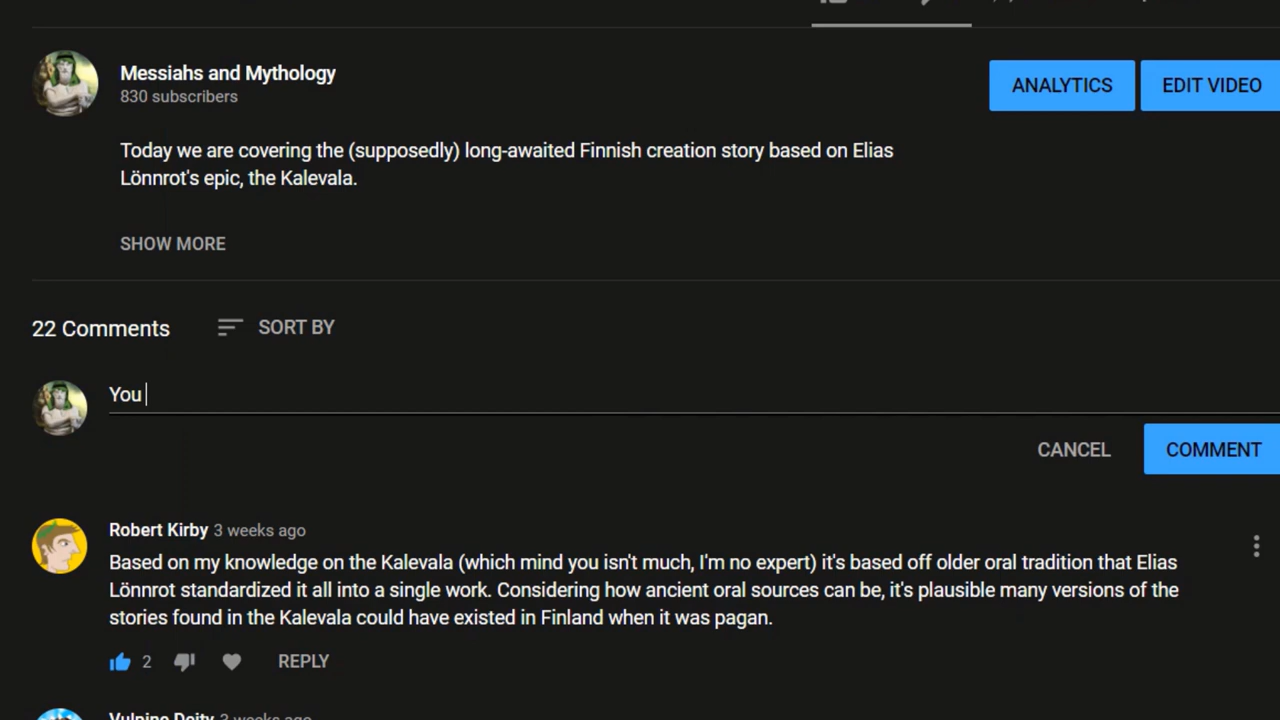 Messiahs and Mythology
830 subscribers
ANALYTICS
EDIT VIDEO
Today we are covering the (supposedly) long-awaited Finnish creation story based on Elias
Lönnrot's epic, the Kalevala.
SHOW MORE
22 Comments
SORT BY
You
CANCEL
COMMENT
Robert Kirby 3 weeks ago
Based on my knowledge on the Kalevala (which mind you isn't much, I'm no expert) it's based off older oral tradition that Elias
Lönnrot standardized it all into a single work. Considering how ancient oral sources can be, it's plausible many versions of the
stories found in the Kalevala could have existed in Finland when it was pagan.
2
REPLY
Vulpine Deity 3 weeks ago